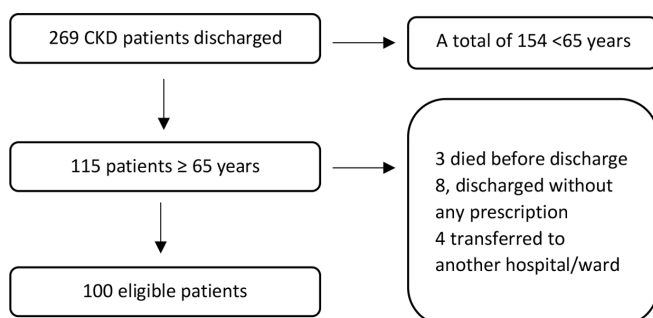 269 CKD patients discharged
A total of 154 <65 years
115 patients ≥ 65 years
3 died before discharge
8, discharged without
any prescription
4 transferred to
another hospital/ward
100 eligible patients